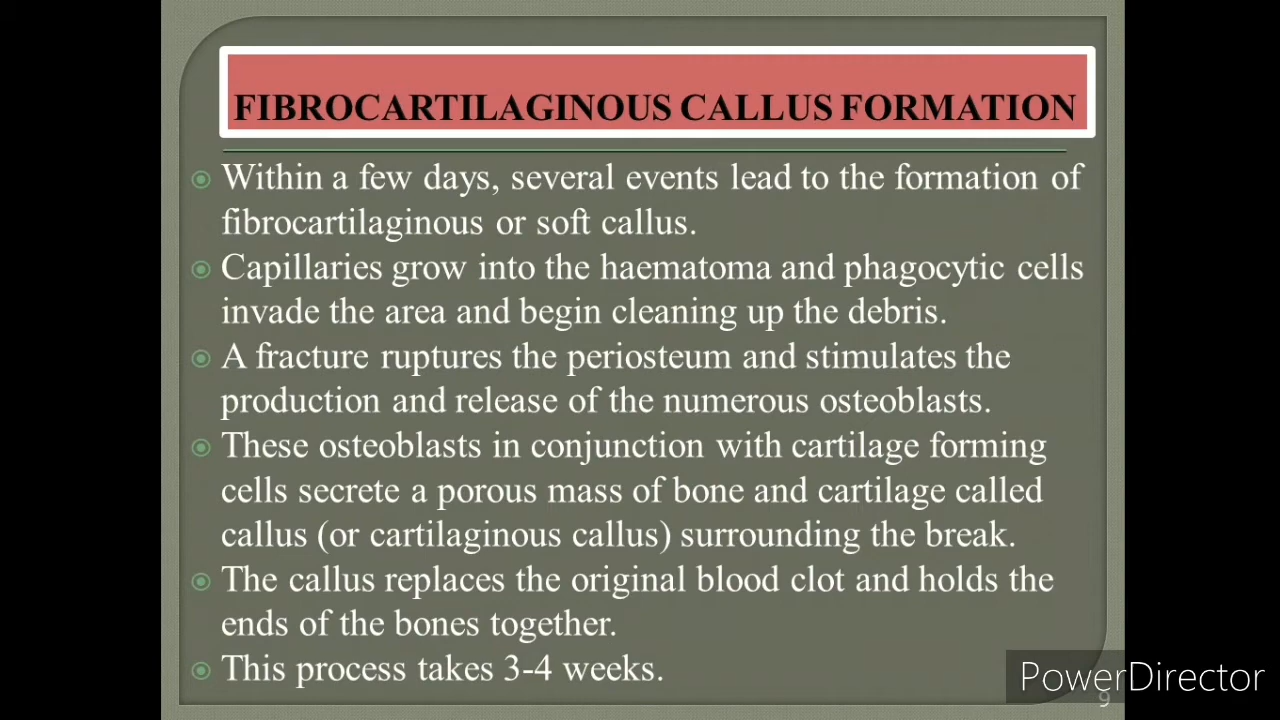 FIBROCARTILAGINOUS CALLUS FORMATION
Within a few days, several events lead to the formation of
fibrocartilaginous or soft callus.
Capillaries grow into the haematoma and phagocytic cells
invade the area and begin cleaning up the debris.
A fracture ruptures the periosteum and stimulates the
production and release of the numerous osteoblasts.
These osteoblasts in conjunction with cartilage forming
cells secrete a porous mass of bone and cartilage called
callus (or cartilaginous callus) surrounding the break.
The callus replaces the original blood clot and holds the
ends of the bones together.
This process takes 3-4 weeks.
PowerDirector
9